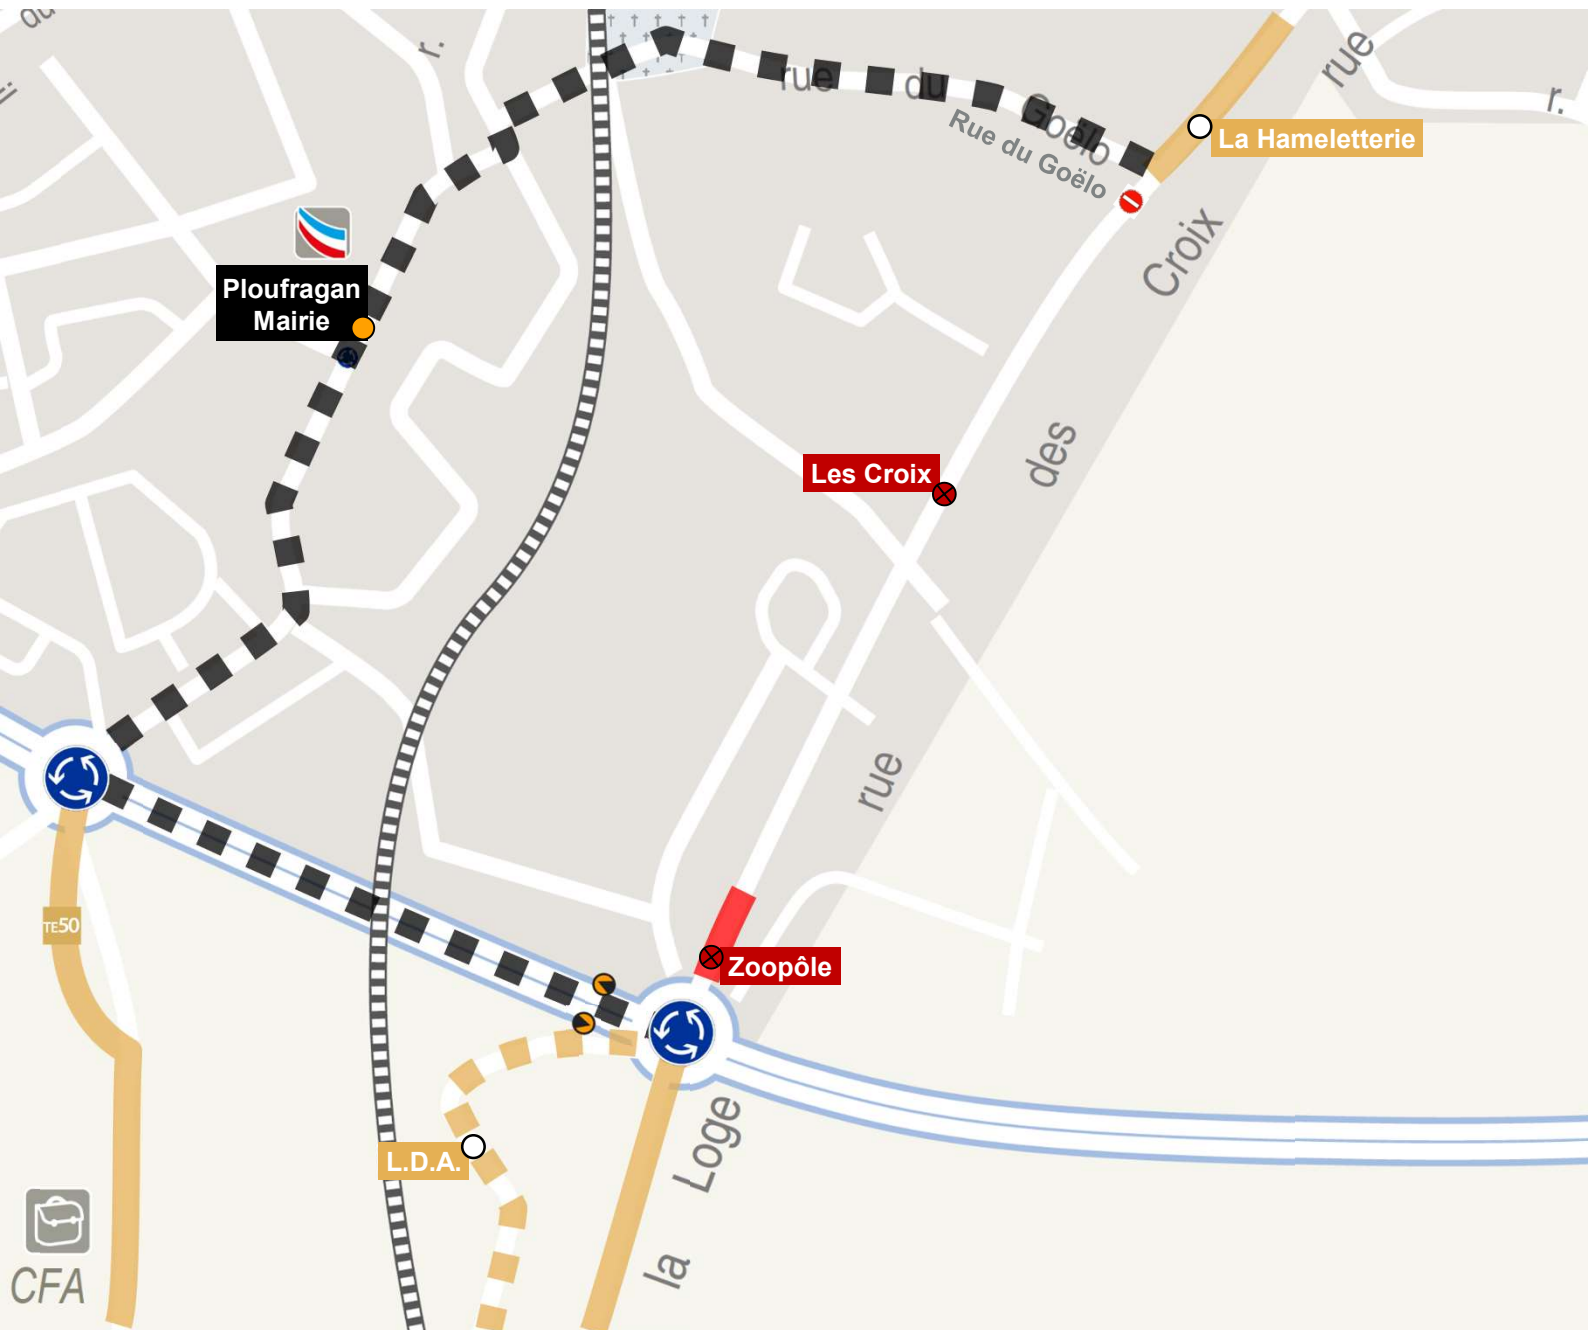 du
r.
rue du Goëlo
Rue du Goëlo
rue
r.
La Hameletterie
Croix
Ploufragan
Mairie
des
Les Croix
rue
TE50
Zoopôle
L.D.A.
Loge
la
CFA